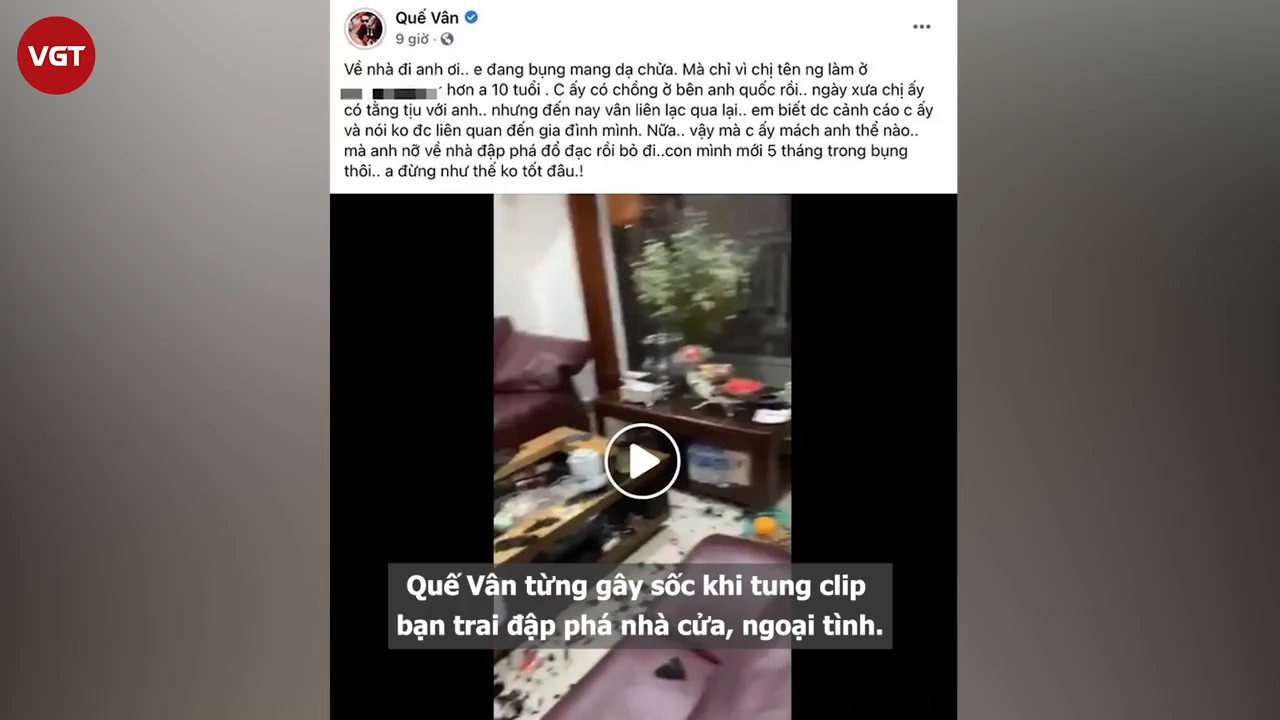 VGT
Quế Vân
9 giờ ·
Về nhà đi anh ơi.. e đang bụng mang dạ chửa. Mà chỉ vì chị tên ng làm ở
hơn a 10 tuổi . C ấy có chồng ở bên anh quốc rồi.. ngày xưa chị ấy
có tằng tịu với anh.. nhưng đến nay vân liên lạc qua lại.. em biết dc cảnh cáo c ấy
và nói ko đc liên quan đến gia đình mình. Nữa.. vậy mà c ấy mách anh thể nào..
mà anh nỡ về nhà đập phá đồ đạc rồi bỏ đi..con mình mới 5 tháng trong bụng
thôi.. a đừng như thế ko tốt đâu.!
Quế Vân từng gây sốc khi tung clip
bạn trai đập phá nhà cửa, ngoại tình.